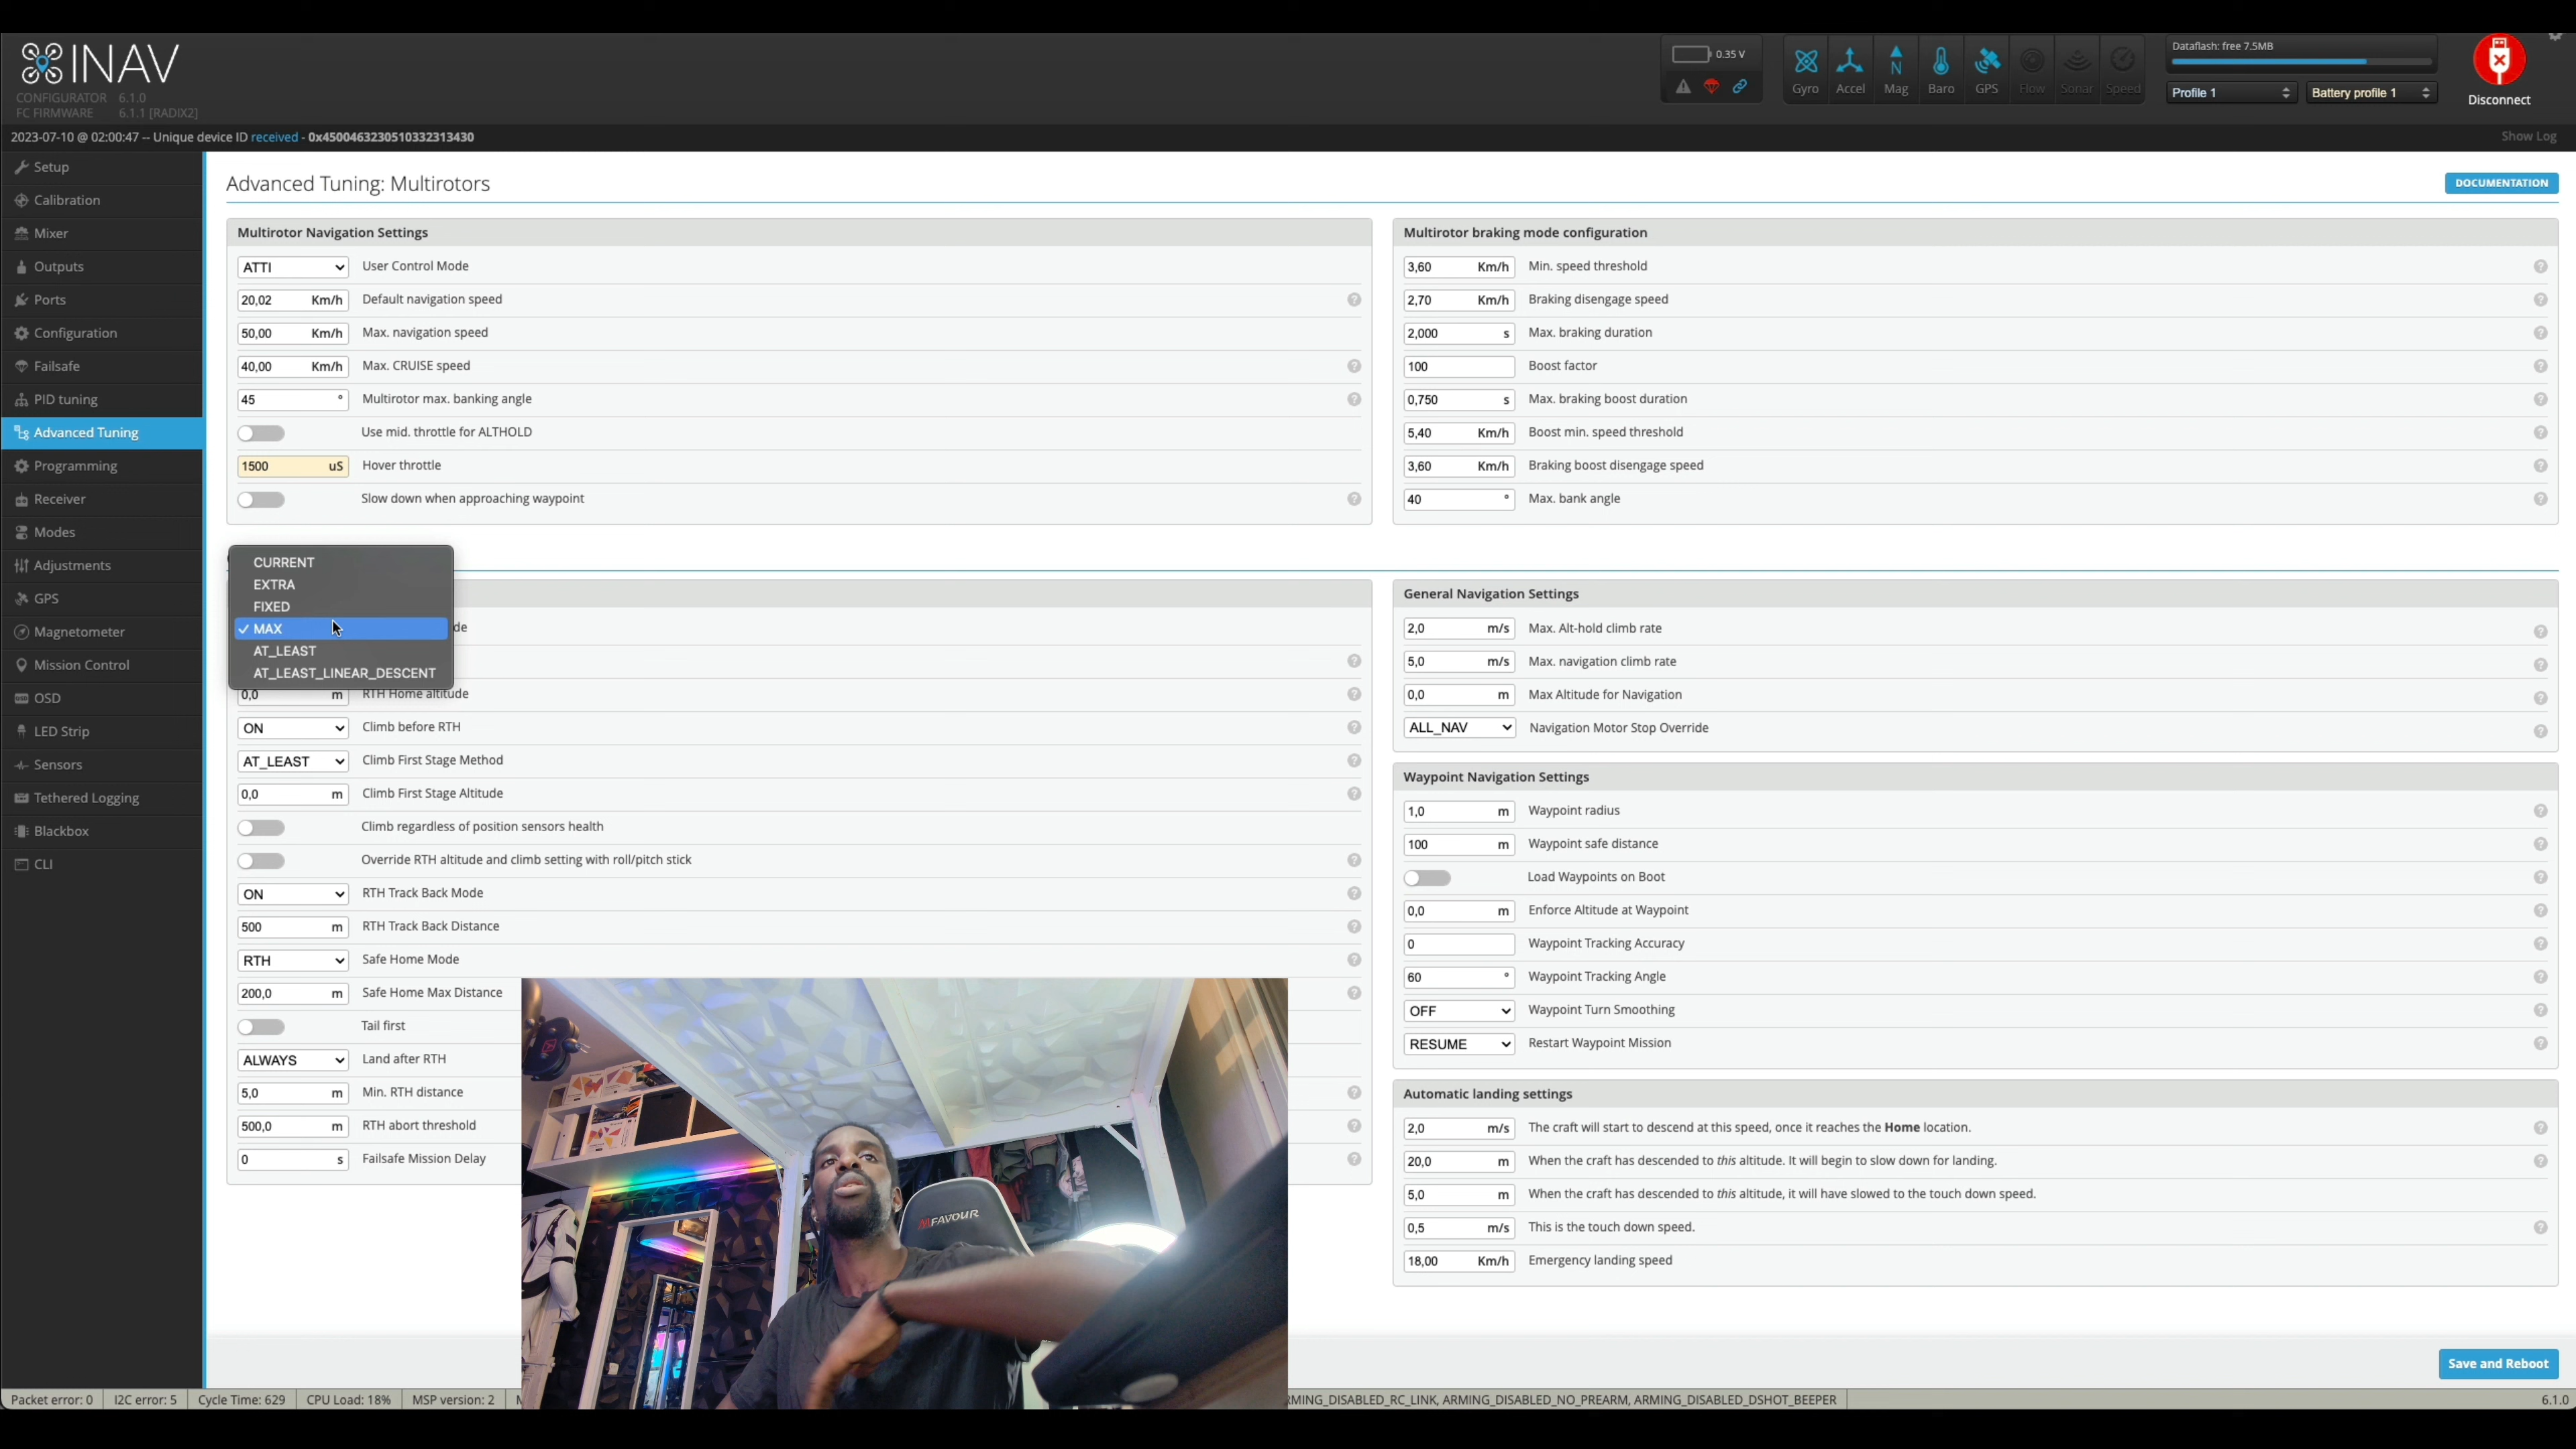 INAV
CONFIGURATOR 6.1.0
FC FIRMWARE 6.1.1 [RADIX2]
0.35 V
Gyro Accel Mag Baro GPS Flow Sonar Speed
Dataflash: free 7.5MB
Profile 1 Battery profile 1
Disconnect
2023-07-10 @ 02:00:47 -- Unique device ID received - 0x4500463230510332313430
Show Log
Setup
Calibration
Mixer
Outputs
Ports
Configuration
Failsafe
PID tuning
Advanced Tuning
Programming
Receiver
Modes
Adjustments
GPS
Magnetometer
Mission Control
OSD
LED Strip
Sensors
Tethered Logging
Blackbox
CLI
Advanced Tuning: Multirotors
DOCUMENTATION
Multirotor Navigation Settings
ATTI User Control Mode
20,02 Km/h Default navigation speed
50,00 Km/h Max. navigation speed
40,00 Km/h Max. CRUISE speed
45 ° Multirotor max. banking angle
Use mid. throttle for ALTHOLD
1500 uS Hover throttle
Slow down when approaching waypoint
Multirotor braking mode configuration
3,60 Km/h Min. speed threshold
2,70 Km/h Braking disengage speed
2,000 s Max. braking duration
100 Boost factor
0,750 s Max. braking boost duration
5,40 Km/h Boost min. speed threshold
3,60 Km/h Braking boost disengage speed
40 ° Max. bank angle
CURRENT
EXTRA
FIXED
MAX
de
AT_LEAST
AT_LEAST_LINEAR_DESCENT
0,0 m RTH Home altitude
ON Climb before RTH
AT_LEAST Climb First Stage Method
0,0 m Climb First Stage Altitude
Climb regardless of position sensors health
Override RTH altitude and climb setting with roll/pitch stick
ON RTH Track Back Mode
500 m RTH Track Back Distance
RTH Safe Home Mode
200,0 m Safe Home Max Distance
Tail first
ALWAYS Land after RTH
5,0 m Min. RTH distance
500,0 m RTH abort threshold
0 s Failsafe Mission Delay
General Navigation Settings
2,0 m/s Max. Alt-hold climb rate
5,0 m/s Max. navigation climb rate
0,0 m Max Altitude for Navigation
ALL_NAV Navigation Motor Stop Override
Waypoint Navigation Settings
1,0 m Waypoint radius
100 m Waypoint safe distance
Load Waypoints on Boot
0,0 m Enforce Altitude at Waypoint
0 Waypoint Tracking Accuracy
60 ° Waypoint Tracking Angle
OFF Waypoint Turn Smoothing
RESUME Restart Waypoint Mission
Automatic landing settings
2,0 m/s The craft will start to descend at this speed, once it reaches the Home location.
20,0 m When the craft has descended to this altitude. It will begin to slow down for landing.
5,0 m When the craft has descended to this altitude, it will have slowed to the touch down speed.
0,5 m/s This is the touch down speed.
18,00 Km/h Emergency landing speed
MFAVOUR
Save and Reboot
Packet error: 0 I2C error: 5 Cycle Time: 629 CPU Load: 18% MSP version: 2 RMING_DISABLED_RC_LINK, ARMING_DISABLED_NO_PREARM, ARMING_DISABLED_DSHOT_BEEPER 6.1.0